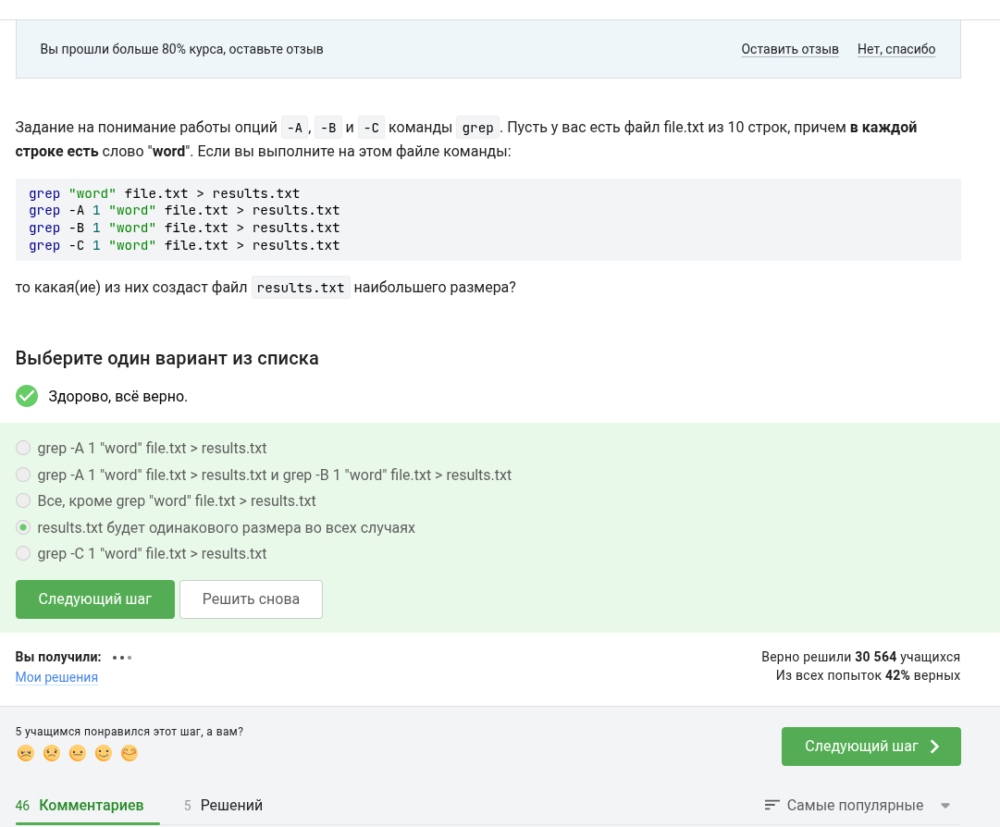 Вы прошли больше 80% курса, оставьте отзыв
Оставить отзыв
Нет, спасибо
Задание на понимание работы опций -A, -B и -C команды grep. Пусть у вас есть файл file.txt из 10 строк, причем в каждой
строке есть слово "word". Если вы выполните на этом файле команды:
grep "word" file.txt > results.txt
grep -A 1 "word" file.txt > results.txt
grep -B 1 "word" file.txt > results.txt
grep -C 1 "word" file.txt > results.txt
то какая(ие) из них создаст файл results.txt наибольшего размера?
Выберите один вариант из списка
Здорово, всё верно.
grep -A 1 "word" file.txt > results.txt
grep -A 1 "word" file.txt > results.txt и grep -B 1 "word" file.txt > results.txt
Все, кроме grep "word" file.txt > results.txt
results.txt будет одинакового размера во всех случаях
grep -C 1 "word" file.txt > results.txt
Следующий шаг
Решить снова
Вы получили:
Мои решения
Верно решили 30 564 учащихся
Из всех попыток 42% верных
5 учащимся понравился этот шаг, а вам?
Следующий шаг
46 Комментариев
5 Решений
Самые популярные